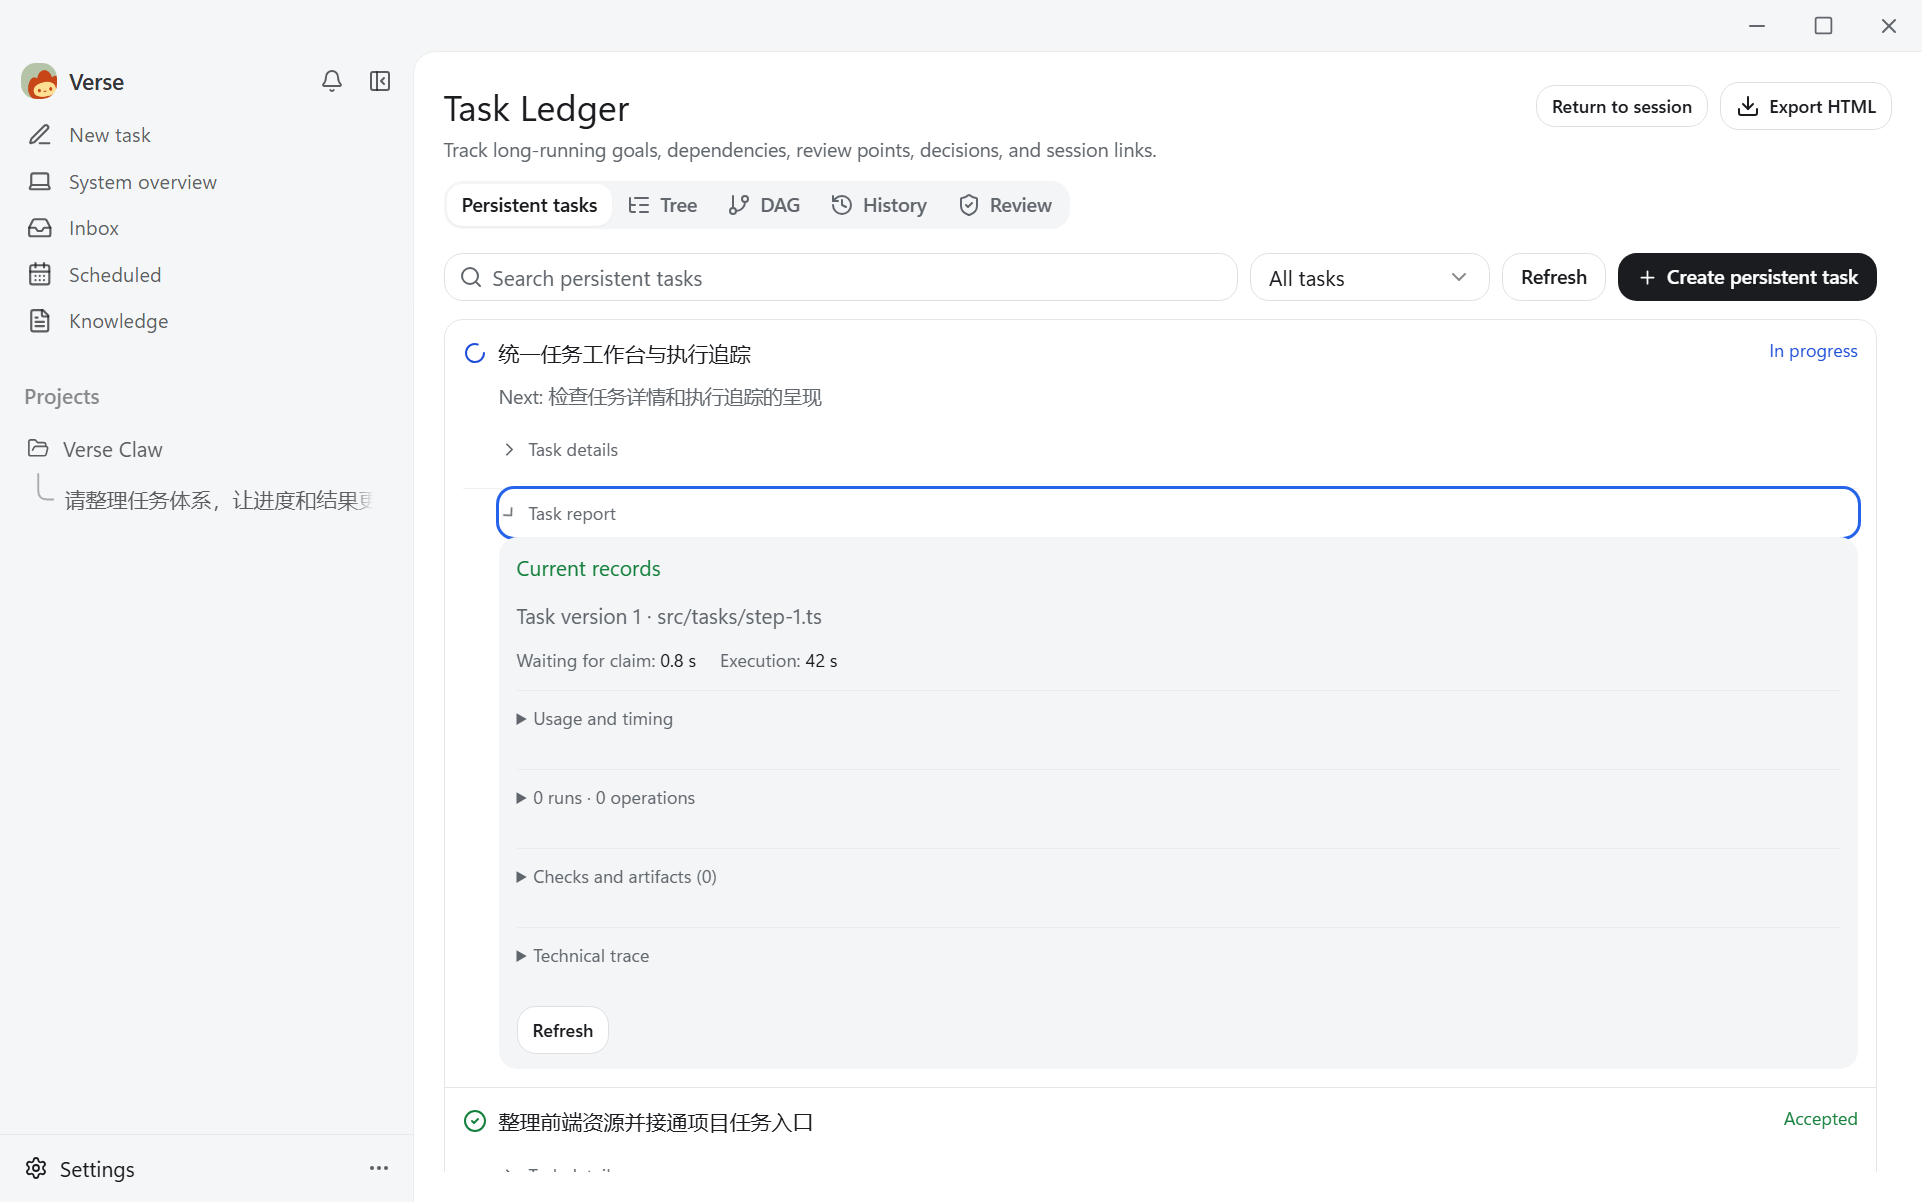 Verse
New task
System overview
Inbox
Scheduled
Knowledge
Projects
Verse Claw
请整理任务体系，让进度和结果
Settings
Task Ledger
Return to session
Export HTML
Track long-running goals, dependencies, review points, decisions, and session links.
Persistent tasks
Tree
DAG
History
Review
Search persistent tasks
All tasks
Refresh
Create persistent task
统一任务工作台与执行追踪
In progress
Next: 检查任务详情和执行追踪的呈现
Task details
Task report
Current records
Task version 1 · src/tasks/step-1.ts
Waiting for claim: 0.8 s Execution: 42 s
Usage and timing
0 runs · 0 operations
Checks and artifacts (0)
Technical trace
Refresh
整理前端资源并接通项目任务入口
Accepted